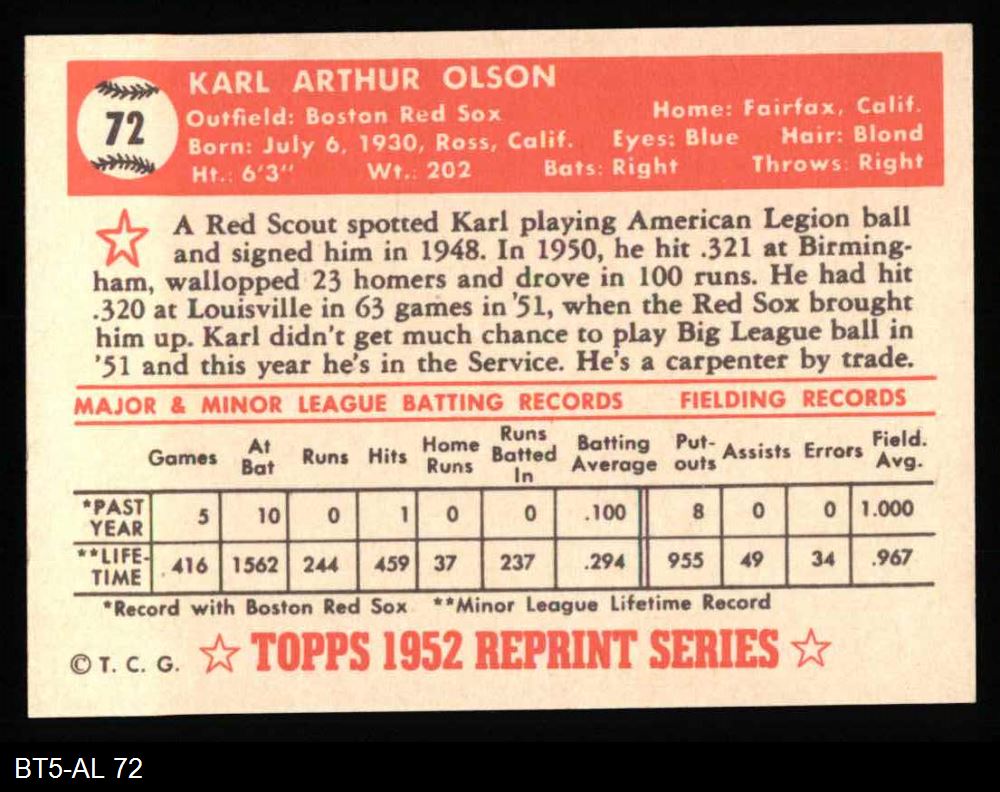 72
KARL ARTHUR OLSON
Outfield: Boston Red Sox Home: Fairfax, Calif.
Born: July 6, 1930, Ross, Calif. Eyes: Blue Hair: Blond
Ht.: 6'3" Wt.: 202 Bats: Right Throws: Right
A Red Scout spotted Karl playing American Legion ball
and signed him in 1948. In 1950, he hit .321 at Birming-
ham, wallopped 23 homers and drove in 100 runs. He had hit
.320 at Louisville in 63 games in '51, when the Red Sox brought
him up. Karl didn't get much chance to play Big League ball in
'51 and this year he's in the Service. He's a carpenter by trade.
MAJOR & MINOR LEAGUE BATTING RECORDS FIELDING RECORDS
Games At Bat Runs Hits Home Runs Runs Batted In Batting Average Put-outs Assists Errors Field. Avg.
*PAST YEAR 5 10 0 1 0 0 .100 8 0 0 1.000
**LIFE-TIME 416 1562 244 459 37 237 .294 955 49 34 .967
*Record with Boston Red Sox **Minor League Lifetime Record
© T. C. G. TOPPS 1952 REPRINT SERIES
BT5-AL 72